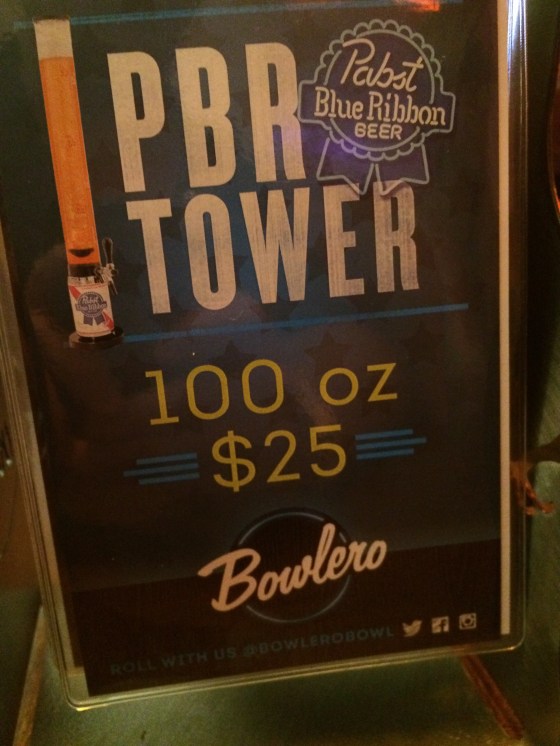 PBR
Pabst
Blue Ribbon
BEER
TOWER
100 oz
$25
Bowlero
ROLL WITH US @BOWLEROBOWL